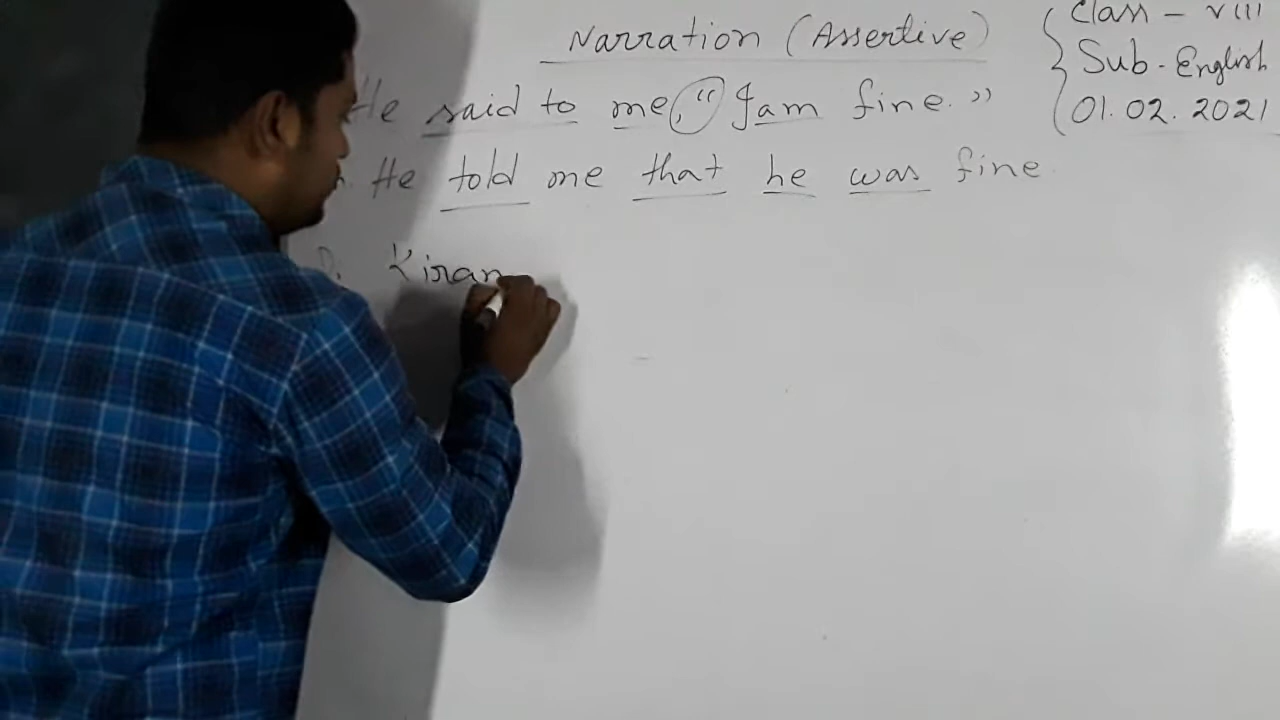 Narration (Assertive)
Class - VIII
Sub - English
01.02.2021
He said to me, "I am fine."
He told me that he was fine
Kiran